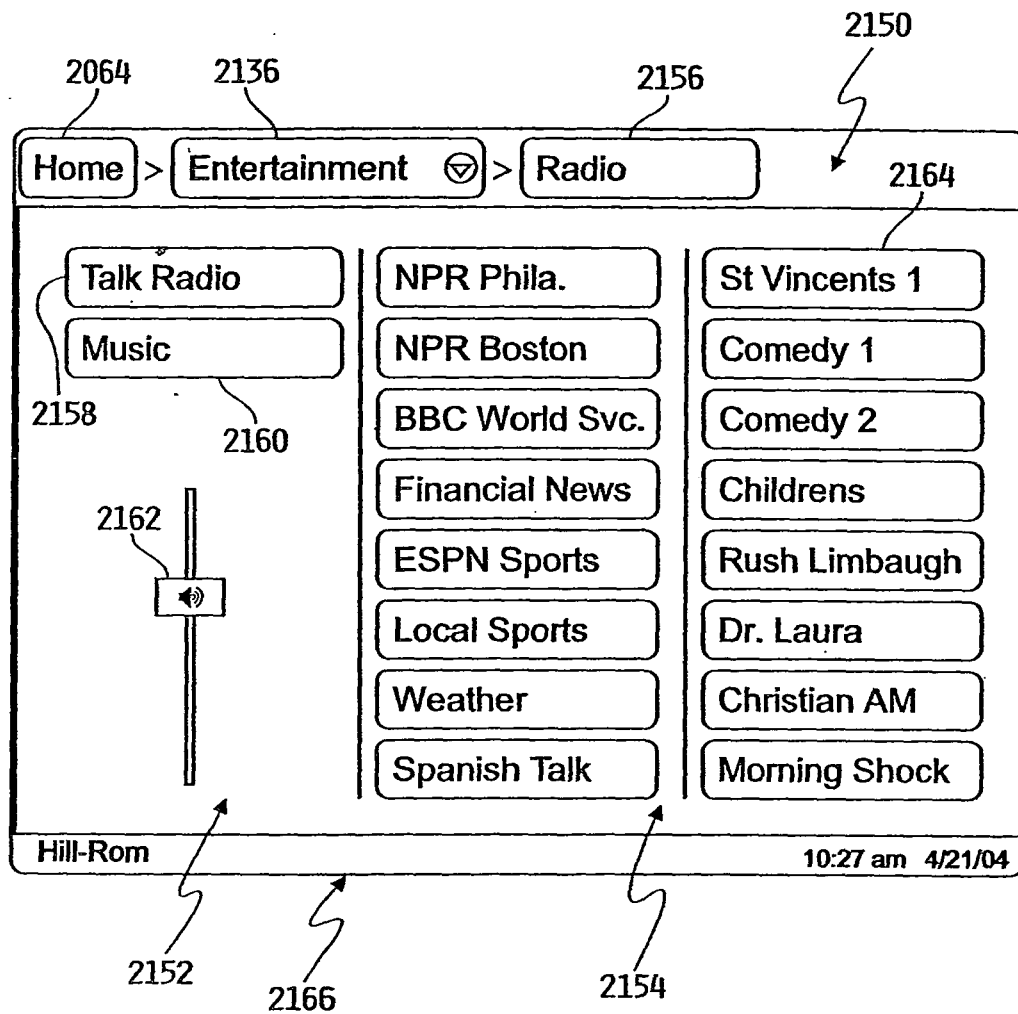 2150
2064 2136 2156
Home > Entertainment > Radio
2164
Talk Radio NPR Phila. St Vincents 1
Music NPR Boston Comedy 1
2158 2160 BBC World Svc. Comedy 2
Financial News Childrens
2162
ESPN Sports Rush Limbaugh
Local Sports Dr. Laura
Weather Christian AM
Spanish Talk Morning Shock
Hill-Rom 10:27 am 4/21/04
2152 2166 2154